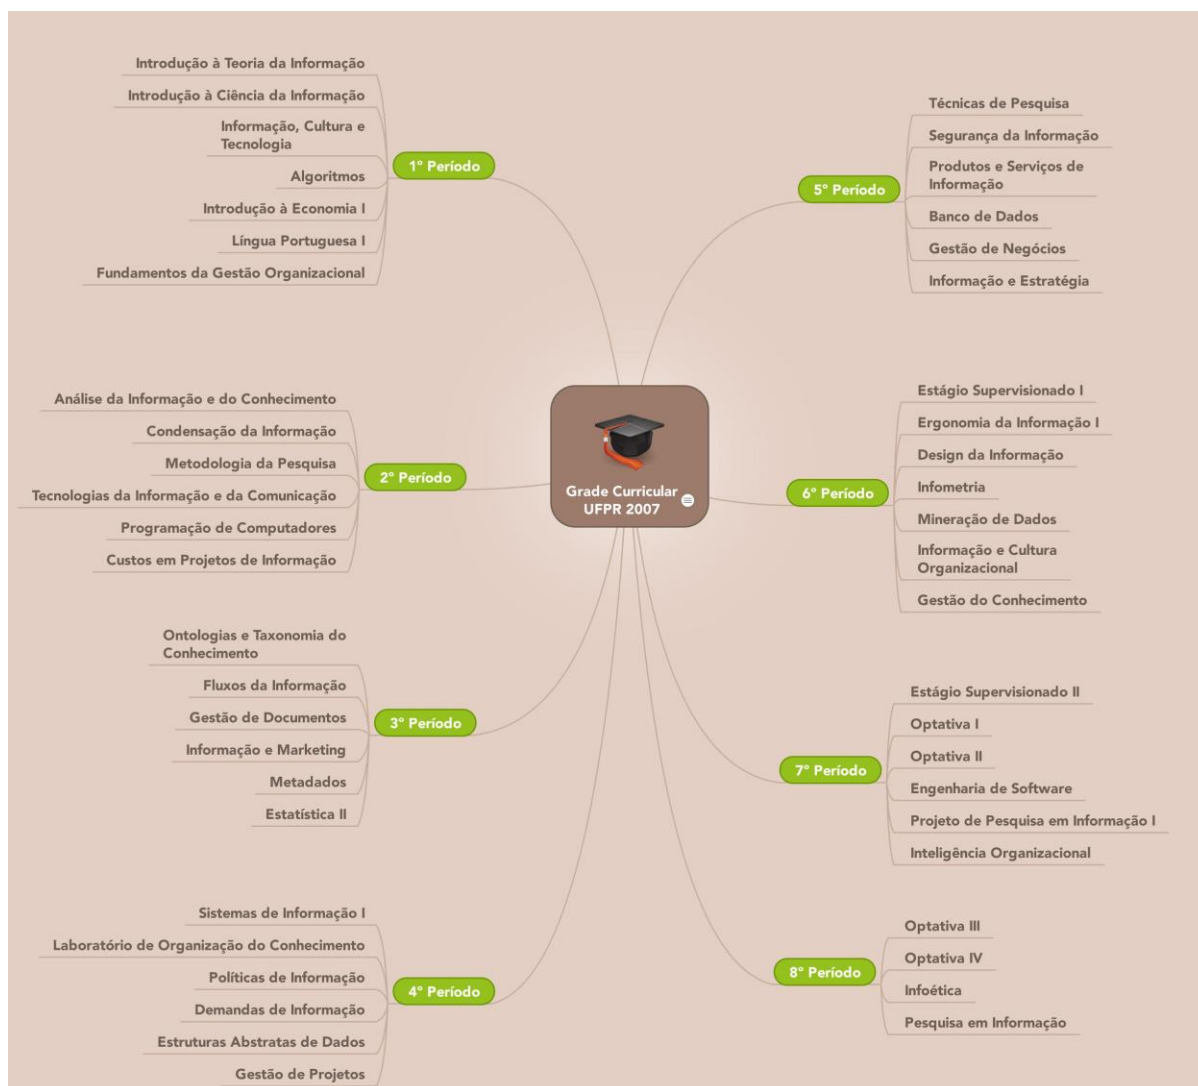 Grade Curricular
UFPR 2007
1º Período
Introdução à Teoria da Informação
Introdução à Ciência da Informação
Informação, Cultura e
Tecnologia
Algoritmos
Introdução à Economia I
Língua Portuguesa I
Fundamentos da Gestão Organizacional
2º Período
Análise da Informação e do Conhecimento
Condensação da Informação
Metodologia da Pesquisa
Tecnologias da Informação e da Comunicação
Programação de Computadores
Custos em Projetos de Informação
3º Período
Ontologias e Taxonomia do
Conhecimento
Fluxos da Informação
Gestão de Documentos
Informação e Marketing
Metadados
Estatística II
4º Período
Sistemas de Informação I
Laboratório de Organização do Conhecimento
Políticas de Informação
Demandas de Informação
Estruturas Abstratas de Dados
Gestão de Projetos
5º Período
Técnicas de Pesquisa
Segurança da Informação
Produtos e Serviços de
Informação
Banco de Dados
Gestão de Negócios
Informação e Estratégia
6º Período
Estágio Supervisionado I
Ergonomia da Informação I
Design da Informação
Infometria
Mineração de Dados
Informação e Cultura
Organizacional
Gestão do Conhecimento
7º Período
Estágio Supervisionado II
Optativa I
Optativa II
Engenharia de Software
Projeto de Pesquisa em Informação I
Inteligência Organizacional
8º Período
Optativa III
Optativa IV
Infoética
Pesquisa em Informação